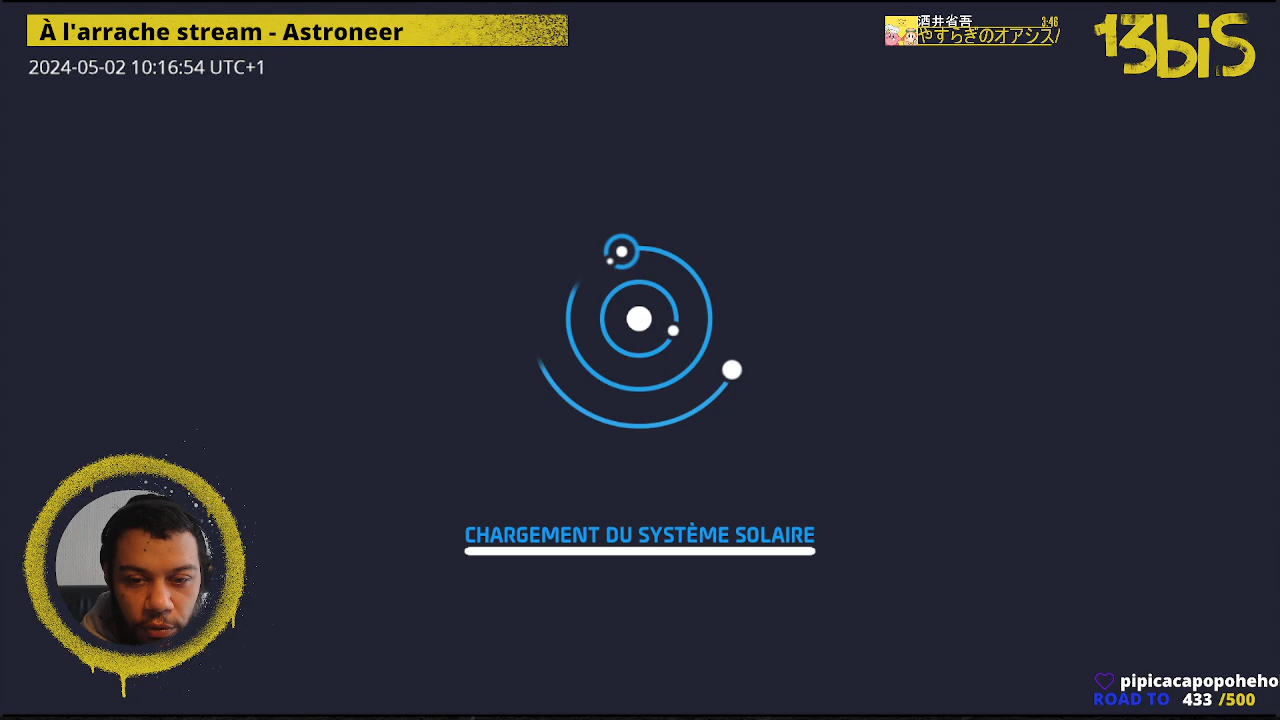 À l'arrache stream - Astroneer
2024-05-02 10:16:54 UTC+1
酒井省吾
3:46
やすらぎのオアシス/
13biS
CHARGEMENT DU SYSTÈME SOLAIRE
pipicacapopoheho
ROAD TO 433 /500